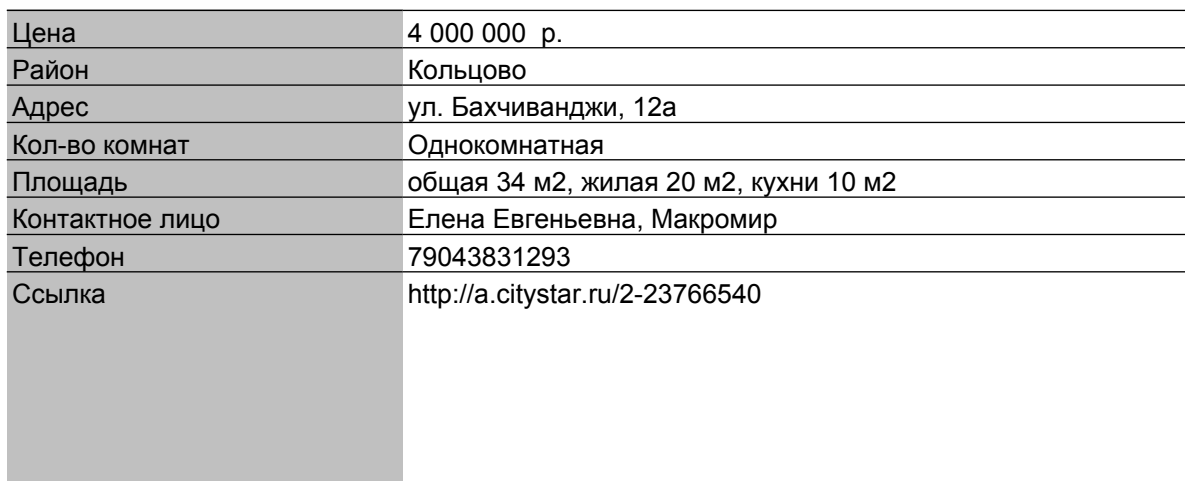 Цена 4 000 000 р.
Район Кольцово
Адрес ул. Бахчиванджи, 12а
Кол-во комнат Однокомнатная
Площадь общая 34 м2, жилая 20 м2, кухни 10 м2
Контактное лицо Елена Евгеньевна, Макромир
Телефон 79043831293
Ссылка http://a.citystar.ru/2-23766540